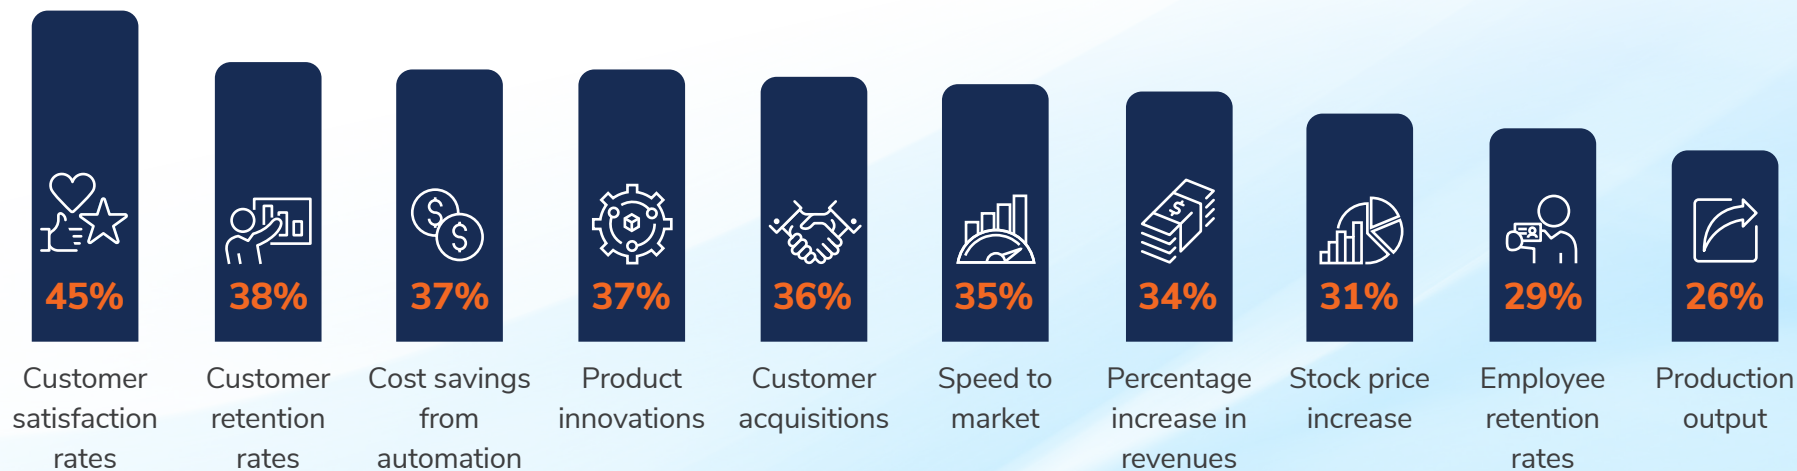 45%
38%
37%
37%
36%
35%
34%
31%
29%
26%
Customer
satisfaction
rates
Customer
retention
rates
Cost savings
from
automation
Product
innovations
Customer
acquisitions
Speed to
market
Percentage
increase in
revenues
Stock price
increase
Employee
retention
rates
Production
output